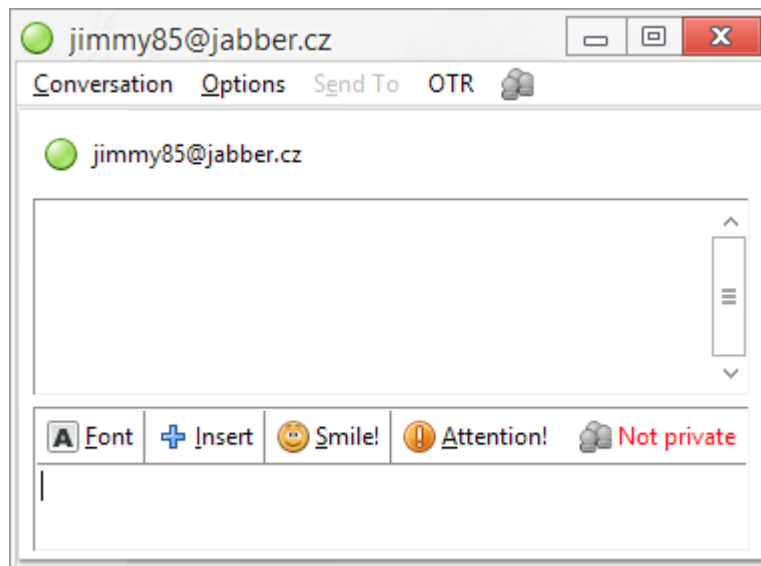 jimmy85@jabber.cz
Conversation Options Send To OTR
jimmy85@jabber.cz
A Font Insert Smile! Attention! Not private